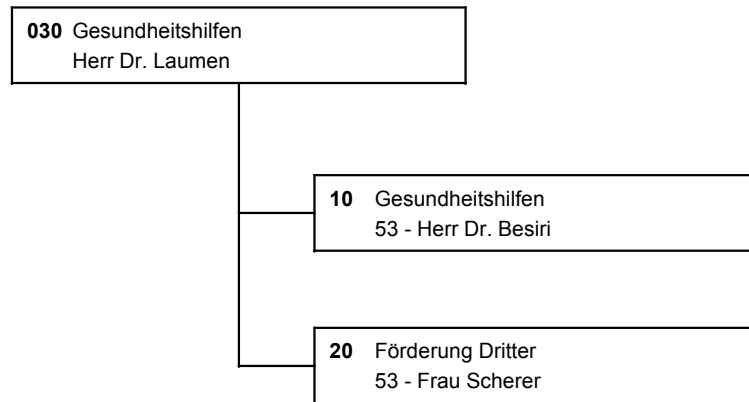 030 Gesundheitshilfen
Herr Dr. Laumen
10 Gesundheitshilfen
53 - Herr Dr. Besiri
20 Förderung Dritter
53 - Frau Scherer